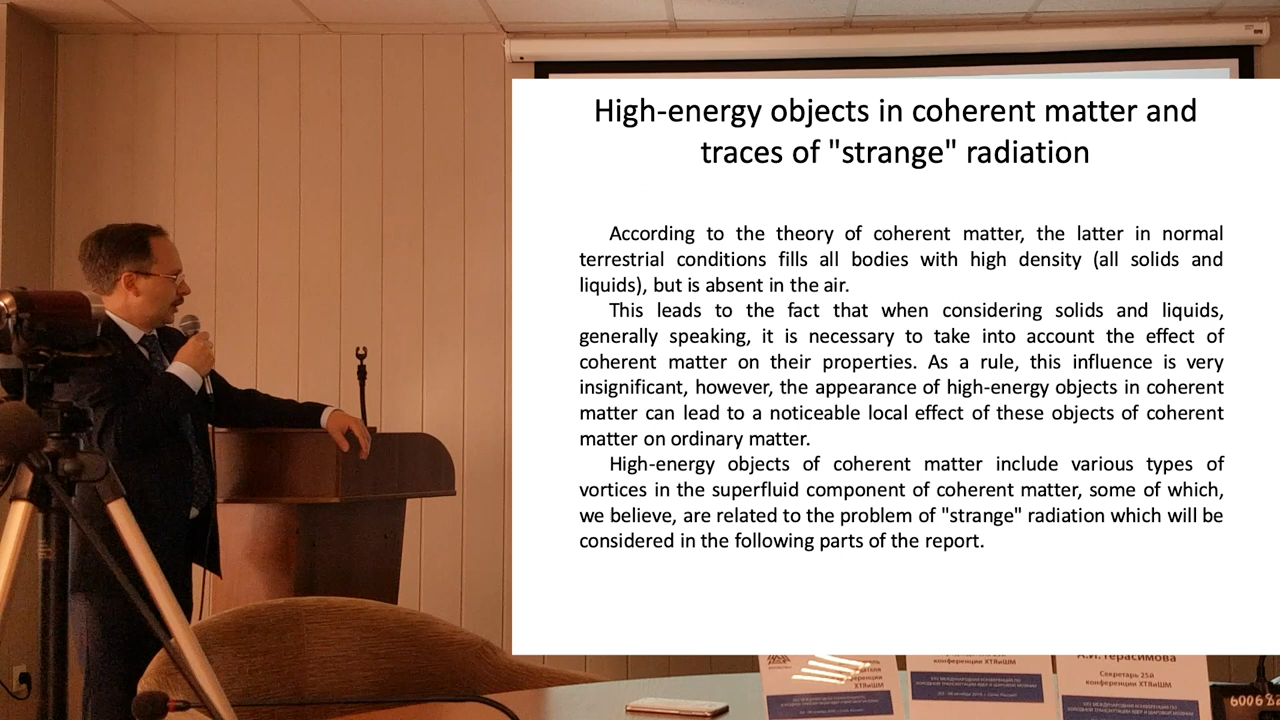 High-energy objects in coherent matter and
traces of "strange" radiation
According to the theory of coherent matter, the latter in normal
terrestrial conditions fills all bodies with high density (all solids and
liquids), but is absent in the air.
This leads to the fact that when considering solids and liquids,
generally speaking, it is necessary to take into account the effect of
coherent matter on their properties. As a rule, this influence is very
insignificant, however, the appearance of high-energy objects in coherent
matter can lead to a noticeable local effect of these objects of coherent
matter on ordinary matter.
High-energy objects of coherent matter include various types of
vortices in the superfluid component of coherent matter, some of which,
we believe, are related to the problem of "strange" radiation which will be
considered in the following parts of the report.
ХТЯиШМ
конференции ХТЯиШМ
А.И. Герасимова
Секретарь 25й
конференции ХТЯиШМ